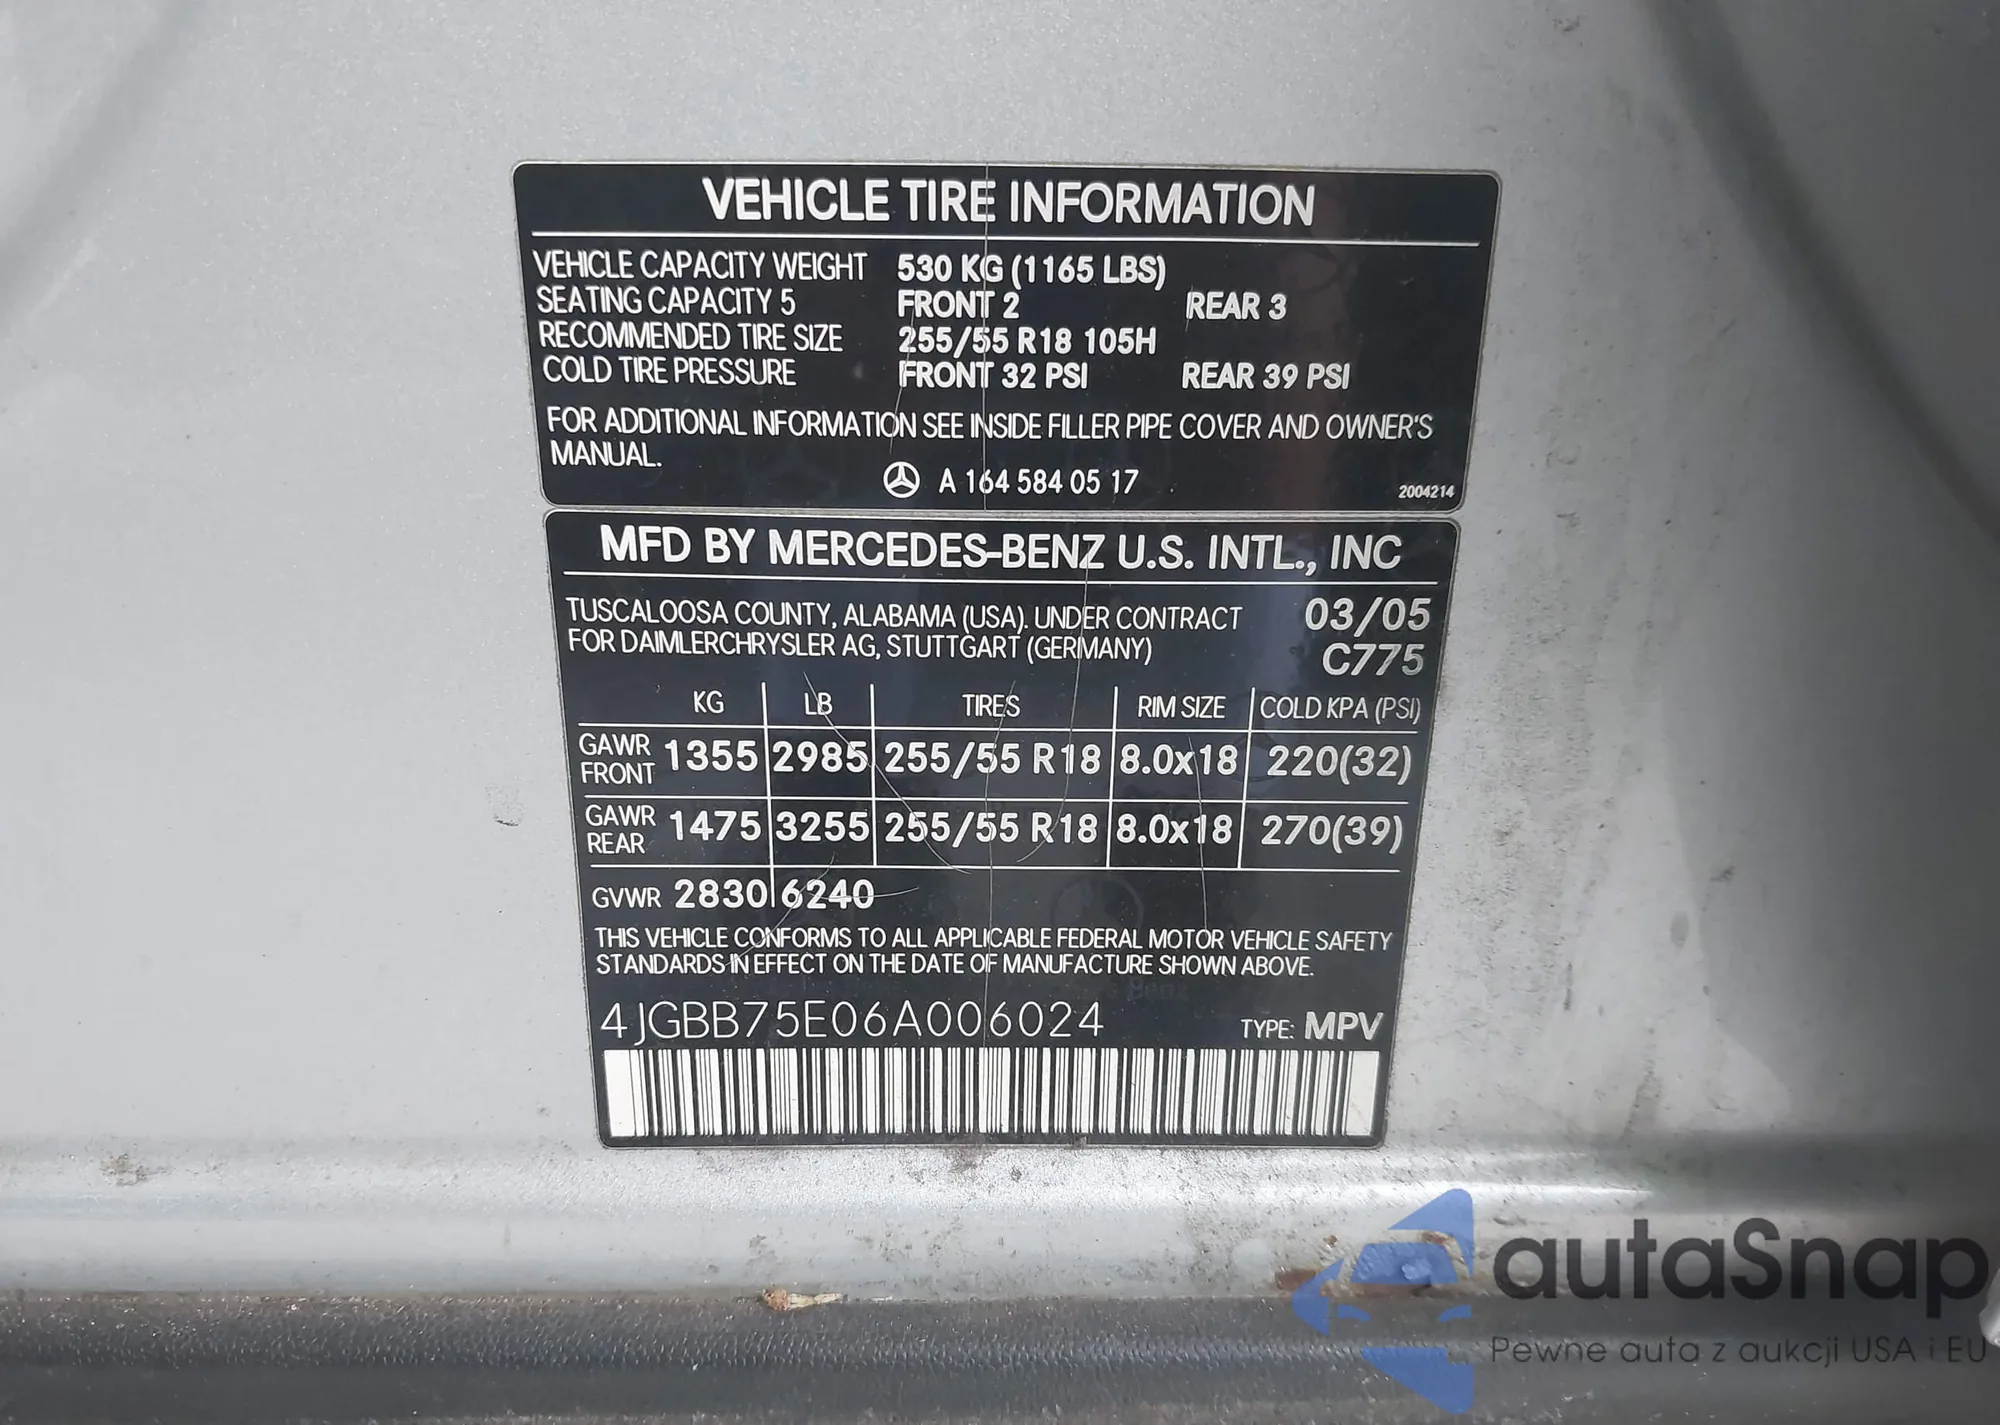 VEHICLE TIRE INFORMATION
VEHICLE CAPACITY WEIGHT 530 KG (1165 LBS)
SEATING CAPACITY 5 FRONT 2 REAR 3
RECOMMENDED TIRE SIZE 255/55 R18 105H
COLD TIRE PRESSURE FRONT 32 PSI REAR 39 PSI
FOR ADDITIONAL INFORMATION SEE INSIDE FILLER PIPE COVER AND OWNER'S
MANUAL.
A 164 584 05 17
2004214
MFD BY MERCEDES-BENZ U.S. INTL., INC
TUSCALOOSA COUNTY, ALABAMA (USA). UNDER CONTRACT 03/05
FOR DAIMLERCHRYSLER AG, STUTTGART (GERMANY) C775
KG LB TIRES RIM SIZE COLD KPA (PSI)
GAWR FRONT 1355 2985 255/55 R18 8.0x18 220(32)
GAWR REAR 1475 3255 255/55 R18 8.0x18 270(39)
GVWR 2830 6240
THIS VEHICLE CONFORMS TO ALL APPLICABLE FEDERAL MOTOR VEHICLE SAFETY
STANDARDS IN EFFECT ON THE DATE OF MANUFACTURE SHOWN ABOVE.
4JGBB75E06A006024 TYPE: MPV
autaSnap
Pewne auta z aukcji USA i EU